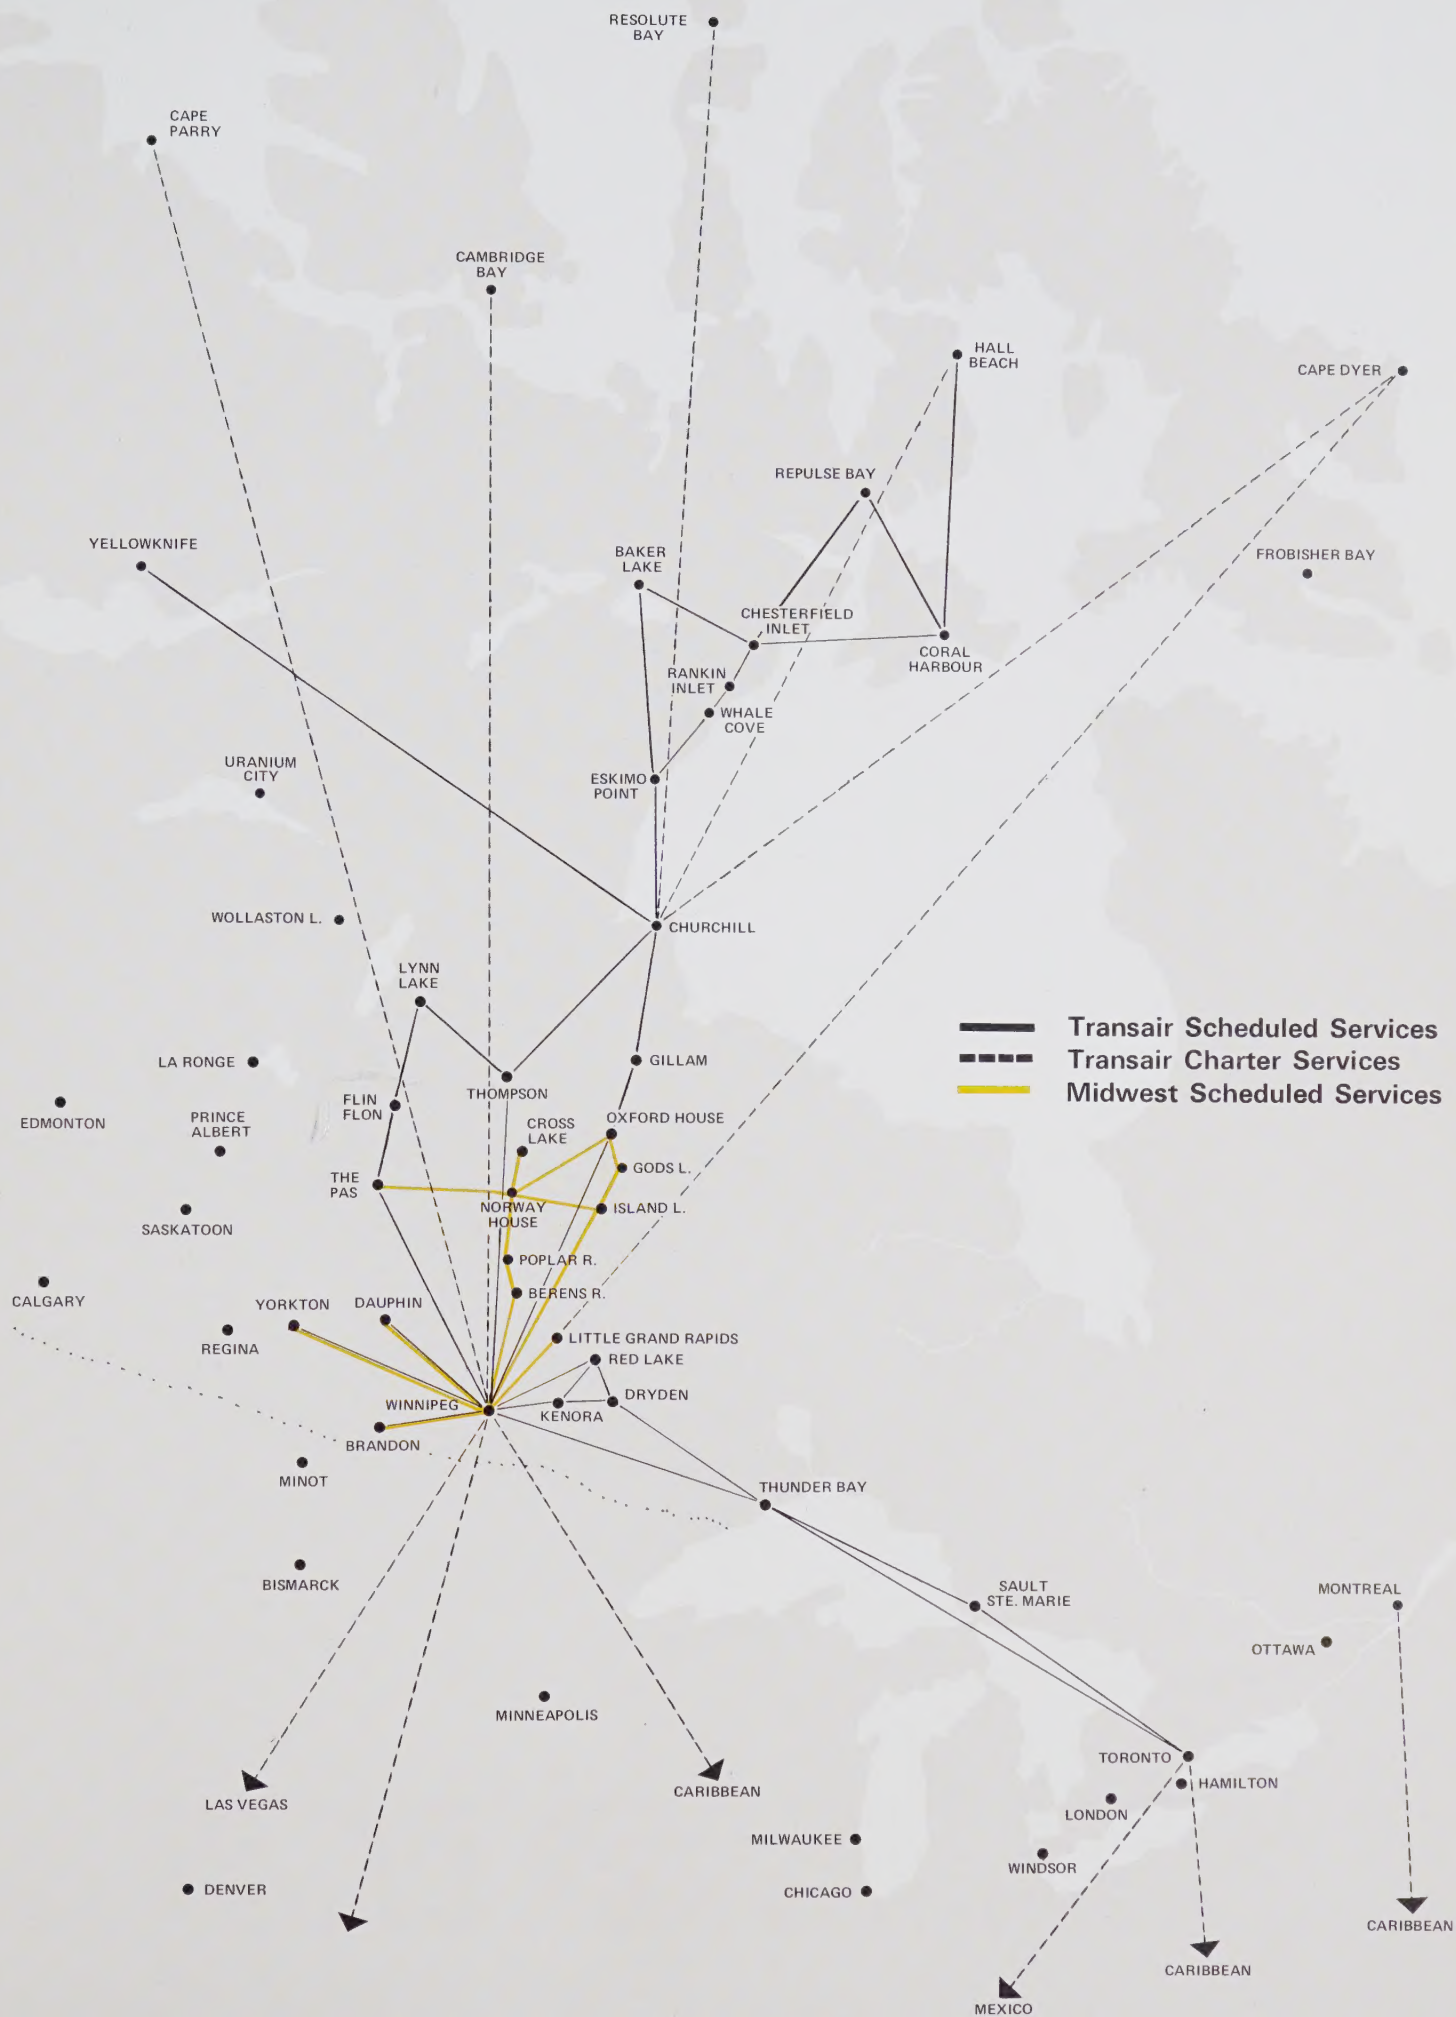 RESOLUTE
BAY
CAPE
PARRY
CAMBRIDGE
BAY
HALL
BEACH
CAPE DYER
REPULSE BAY
YELLOWKNIFE
BAKER
LAKE
FROBISHER BAY
CHESTERFIELD
INLET
CORAL
HARBOUR
RANKIN
INLET
WHALE
COVE
URANIUM
CITY
ESKIMO
POINT
WOLLASTON L.
CHURCHILL
LYNN
LAKE
Transair Scheduled Services
Transair Charter Services
Midwest Scheduled Services
LA RONGE
GILLAM
THOMPSON
FLIN
FLON
EDMONTON
PRINCE
ALBERT
CROSS
LAKE
OXFORD HOUSE
GODS L.
THE
PAS
NORWAY
HOUSE
ISLAND L.
SASKATOON
POPLAR R.
BERENS R.
CALGARY
YORKTON
DAUPHIN
REGINA
LITTLE GRAND RAPIDS
RED LAKE
DRYDEN
WINNIPEG
KENORA
BRANDON
MINOT
THUNDER BAY
BISMARCK
SAULT
STE. MARIE
MONTREAL
OTTAWA
MINNEAPOLIS
TORONTO
HAMILTON
LAS VEGAS
CARIBBEAN
LONDON
MILWAUKEE
WINDSOR
DENVER
CHICAGO
CARIBBEAN
CARIBBEAN
MEXICO